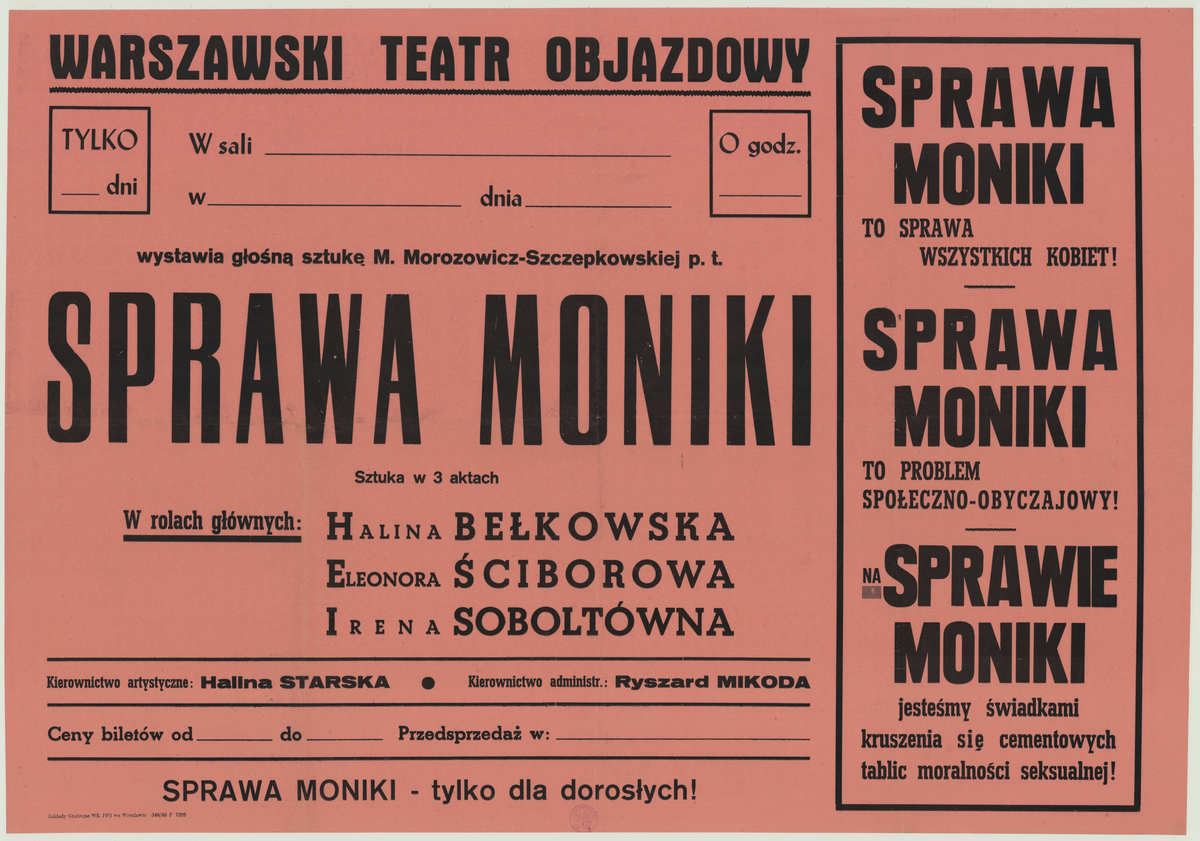 WARSZAWSKI TEATR OBJAZDOWY
TYLKO
dni
W sali
w dnia
O godz.
wystawia głośną sztukę M. Morozowicz-Szczepkowskiej p. t.
SPRAWA MONIKI
Sztuka w 3 aktach
W rolach głównych:
HALINA BEŁKOWSKA
ELEONORA ŚCIBOROWA
IRENA SOBOLTÓWNA
Kierownictwo artystyczne: Halina STARSKA ● Kierownictwo administr.: Ryszard MIKODA
Ceny biletów od do Przedsprzedaż w:
SPRAWA MONIKI - tylko dla dorosłych!
SPRAWA
MONIKI
TO SPRAWA
WSZYSTKICH KOBIET!
SPRAWA
MONIKI
TO PROBLEM
SPOŁECZNO-OBYCZAJOWY!
NA SPRAWIE
MONIKI
jesteśmy świadkami
kruszenia się cementowych
tablic moralności seksualnej!